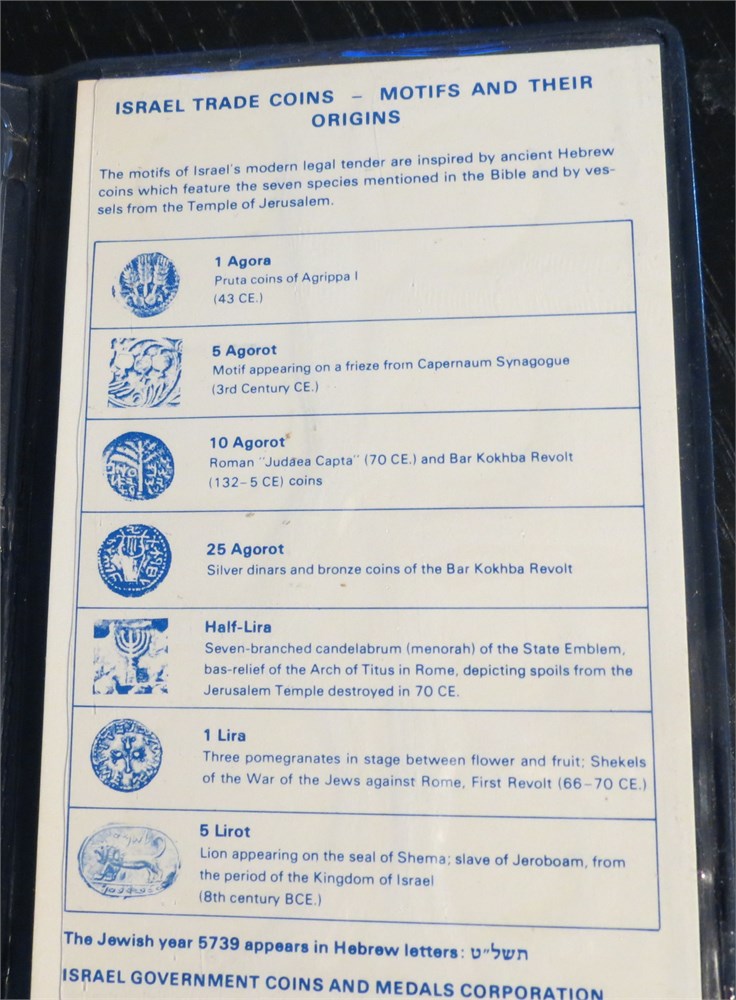 ISRAEL TRADE COINS – MOTIFS AND THEIR
ORIGINS
The motifs of Israel's modern legal tender are inspired by ancient Hebrew
coins which feature the seven species mentioned in the Bible and by ves-
sels from the Temple of Jerusalem.
1 Agora
Pruta coins of Agrippa I
(43 CE.)
5 Agorot
Motif appearing on a frieze from Capernaum Synagogue
(3rd Century CE.)
10 Agorot
Roman "Judaea Capta" (70 CE.) and Bar Kokhba Revolt
(132–5 CE) coins
25 Agorot
Silver dinars and bronze coins of the Bar Kokhba Revolt
Half-Lira
Seven-branched candelabrum (menorah) of the State Emblem,
bas-relief of the Arch of Titus in Rome, depicting spoils from the
Jerusalem Temple destroyed in 70 CE.
1 Lira
Three pomegranates in stage between flower and fruit; Shekels
of the War of the Jews against Rome, First Revolt (66–70 CE.)
5 Lirot
Lion appearing on the seal of Shema; slave of Jeroboam, from
the period of the Kingdom of Israel
(8th century BCE.)
The Jewish year 5739 appears in Hebrew letters: תשל״ט
ISRAEL GOVERNMENT COINS AND MEDALS CORPORATION